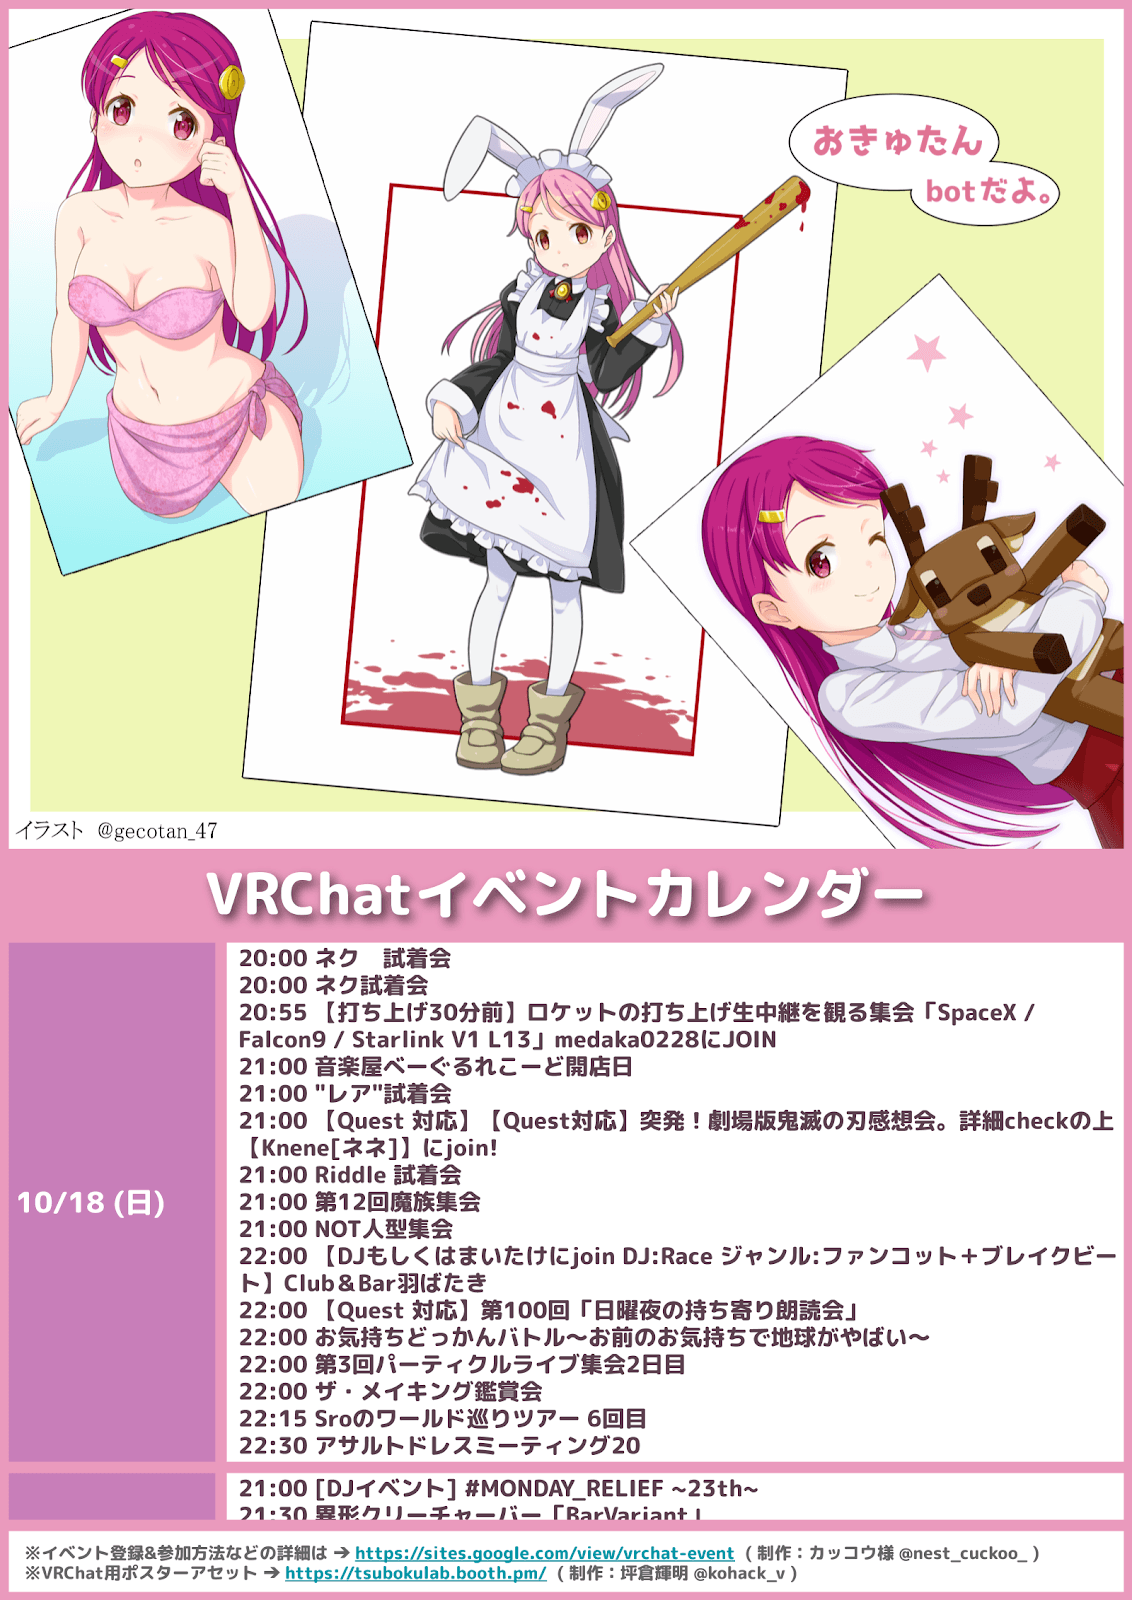 おきゅたん
botだよ。
イラスト @gecotan_47
VRChatイベントカレンダー
10/18 (日)
20:00 ネク　試着会
20:00 ネク試着会
20:55 【打ち上げ30分前】ロケットの打ち上げ生中継を観る集会「SpaceX /
Falcon9 / Starlink V1 L13」medaka0228にJOIN
21:00 音楽屋べーぐるれこーど開店日
21:00 "レア"試着会
21:00 【Quest 対応】【Quest対応】突発！劇場版鬼滅の刃感想会。詳細checkの上
【Knene[ネネ]】にjoin!
21:00 Riddle 試着会
21:00 第12回魔族集会
21:00 NOT人型集会
22:00 【DJもしくはまいたけにjoin DJ:Race ジャンル:ファンコット＋ブレイクビー
ト】Club＆Bar羽ばたき
22:00 【Quest 対応】第100回「日曜夜の持ち寄り朗読会」
22:00 お気持ちどっかんバトル〜お前のお気持ちで地球がやばい〜
22:00 第3回パーティクルライブ集会2日目
22:00 ザ・メイキング鑑賞会
22:15 Sroのワールド巡りツアー 6回目
22:30 アサルトドレスミーティング20
21:00 [DJイベント] #MONDAY_RELIEF ~23th~
21:30 異形クリーチャーバー「BarVariant」
※イベント登録&参加方法などの詳細は ➔ https://sites.google.com/view/vrchat-event ( 制作：カッコウ様 @nest_cuckoo_ )
※VRChat用ポスターアセット ➔ https://tsubokulab.booth.pm/ ( 制作：坪倉輝明 @kohack_v )